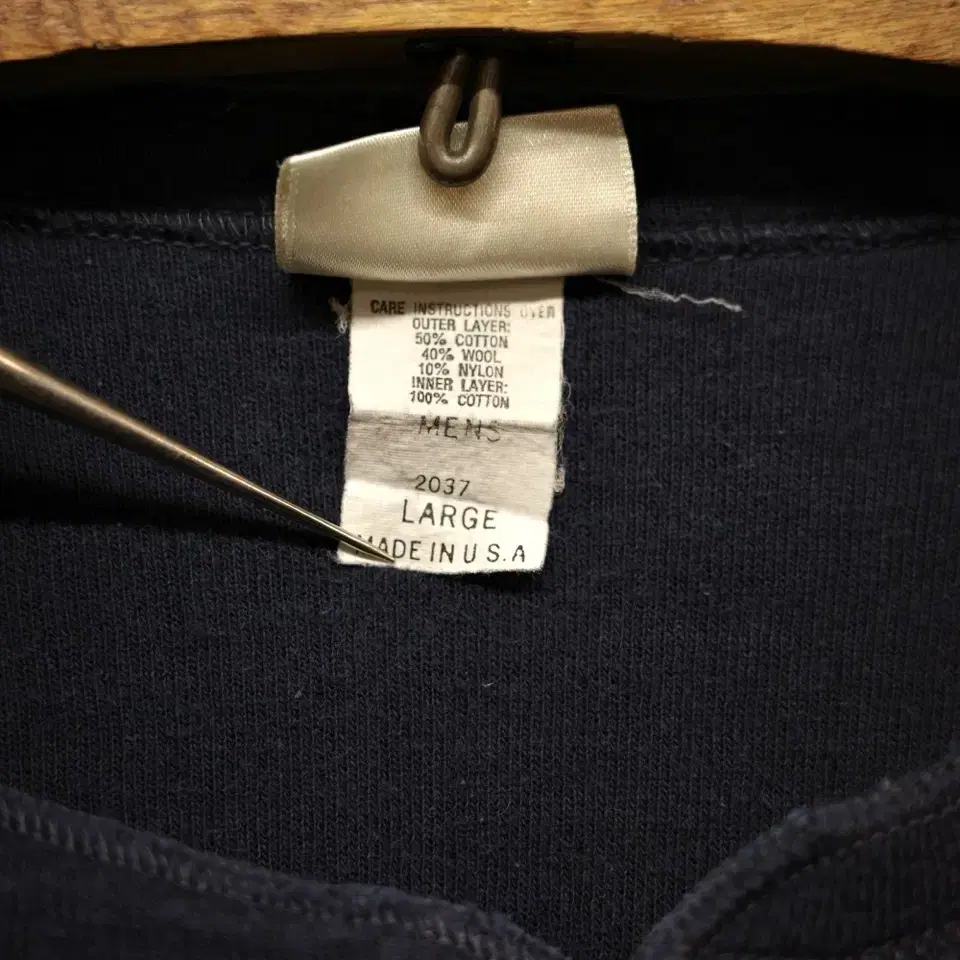 CARE INSTRUCTIONS OVER
OUTER LAYER:
50% COTTON
40% WOOL
10% NYLON
INNER LAYER:
100% COTTON
MENS
2037
LARGE
MADE IN U S.A